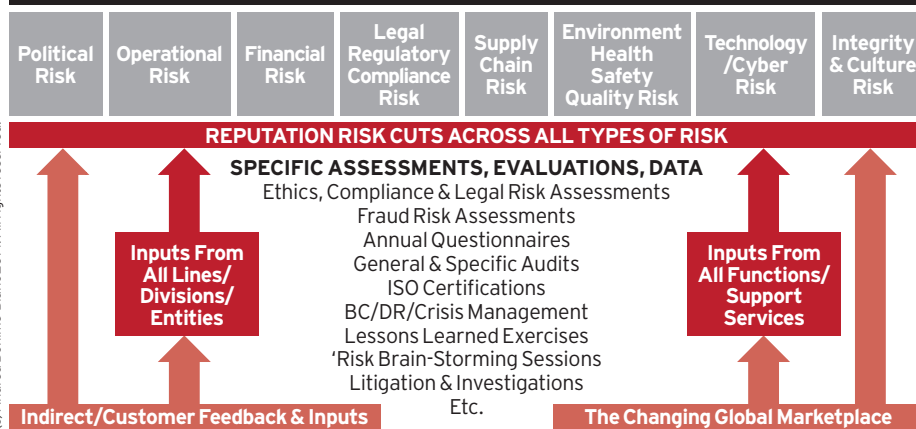 Political
Risk
Operational
Risk
Financial
Risk
Legal
Regulatory
Compliance
Risk
Supply
Chain
Risk
Environment
Health
Safety
Quality Risk
Technology
/Cyber
Risk
Integrity
& Culture
Risk
REPUTATION RISK CUTS ACROSS ALL TYPES OF RISK
SPECIFIC ASSESSMENTS, EVALUATIONS, DATA
Ethics, Compliance & Legal Risk Assessments
Fraud Risk Assessments
Annual Questionnaires
General & Specific Audits
ISO Certifications
BC/DR/Crisis Management
Lessons Learned Exercises
‘Risk Brain-Storming Sessions
Litigation & Investigations
Etc.
Inputs From
All Lines/
Divisions/
Entities
Inputs From
All Functions/
Support
Services
Indirect/Customer Feedback & Inputs
The Changing Global Marketplace